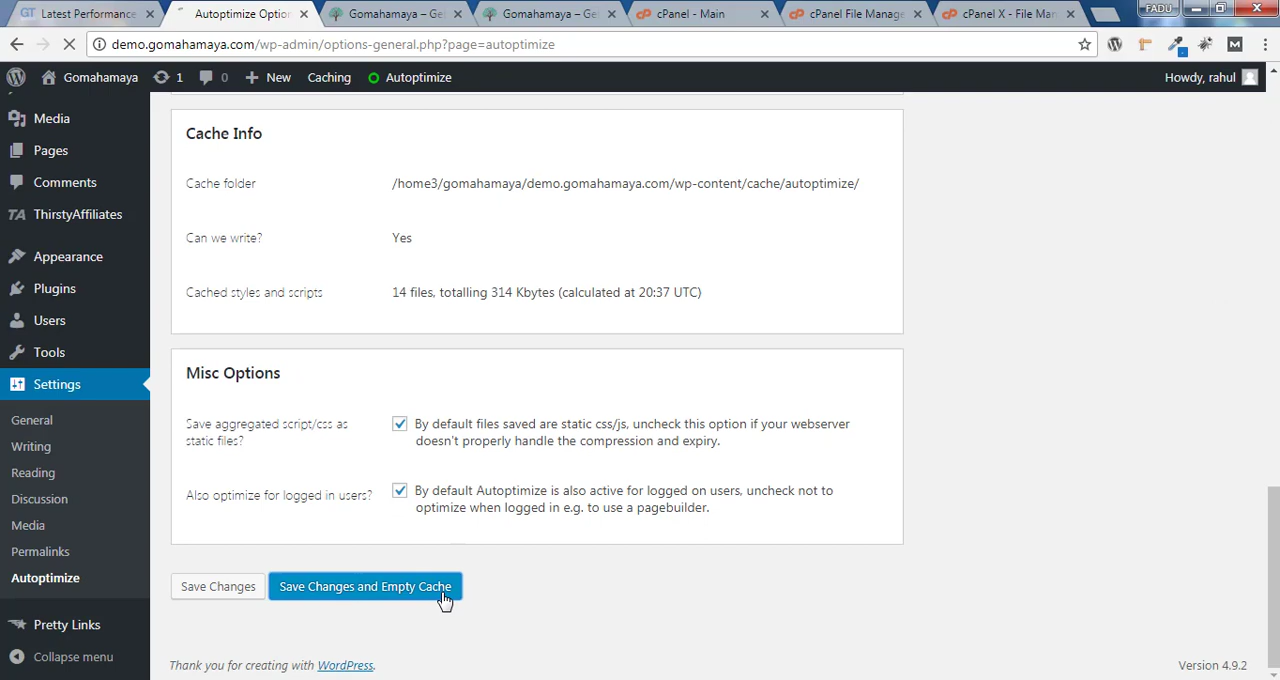 GT Latest Performance
Autoptimize Optio
Gomahamaya – Ge
Gomahamaya – Ge
cP cPanel - Main
cP cPanel File Manage
cP cPanel X - File Man
FADU
demo.gomahamaya.com/wp-admin/options-general.php?page=autoptimize
M
Gomahamaya
1
0
New
Caching
Autoptimize
Howdy, rahul
Media
Pages
Comments
TA ThirstyAffiliates
Appearance
Plugins
Users
Tools
Settings
General
Writing
Reading
Discussion
Media
Permalinks
Autoptimize
Pretty Links
Collapse menu
Cache Info
Cache folder
/home3/gomahamaya/demo.gomahamaya.com/wp-content/cache/autoptimize/
Can we write?
Yes
Cached styles and scripts
14 files, totalling 314 Kbytes (calculated at 20:37 UTC)
Misc Options
Save aggregated script/css as
static files?
By default files saved are static css/js, uncheck this option if your webserver
doesn't properly handle the compression and expiry.
Also optimize for logged in users?
By default Autoptimize is also active for logged on users, uncheck not to
optimize when logged in e.g. to use a pagebuilder.
Save Changes
Save Changes and Empty Cache
Thank you for creating with WordPress.
Version 4.9.2